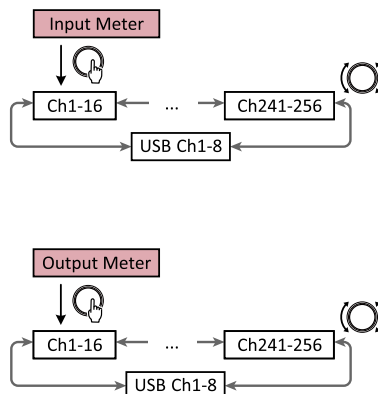 Input Meter
Ch1-16
...
Ch241-256
USB Ch1-8
Output Meter
Ch1-16
...
Ch241-256
USB Ch1-8